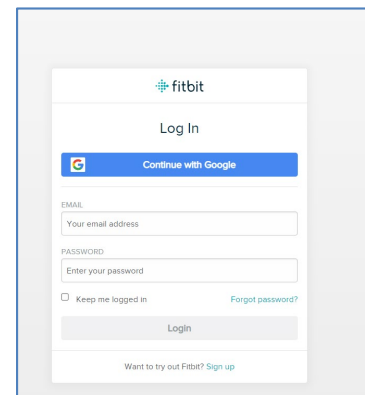 fitbit
Log In
Continue with Google
EMAIL
Your email address
PASSWORD
Enter your password
Keep me logged in Forgot password?
Login
Want to try out Fitbit? Sign up